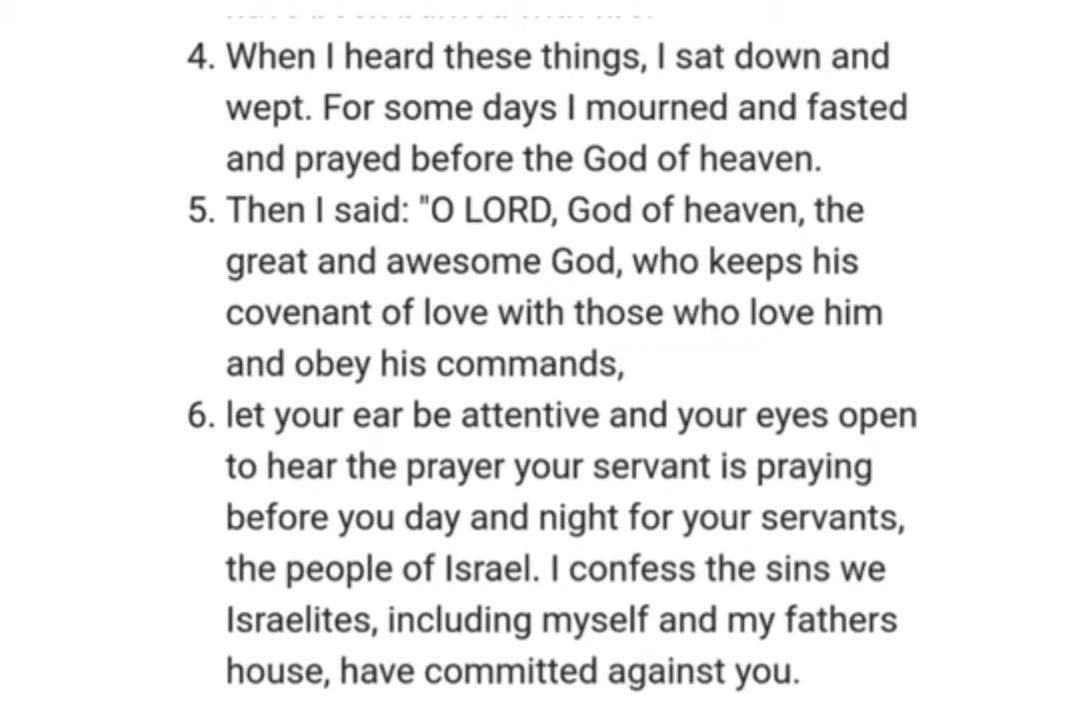 4. When I heard these things, I sat down and
wept. For some days I mourned and fasted
and prayed before the God of heaven.
5. Then I said: "O LORD, God of heaven, the
great and awesome God, who keeps his
covenant of love with those who love him
and obey his commands,
6. let your ear be attentive and your eyes open
to hear the prayer your servant is praying
before you day and night for your servants,
the people of Israel. I confess the sins we
Israelites, including myself and my fathers
house, have committed against you.